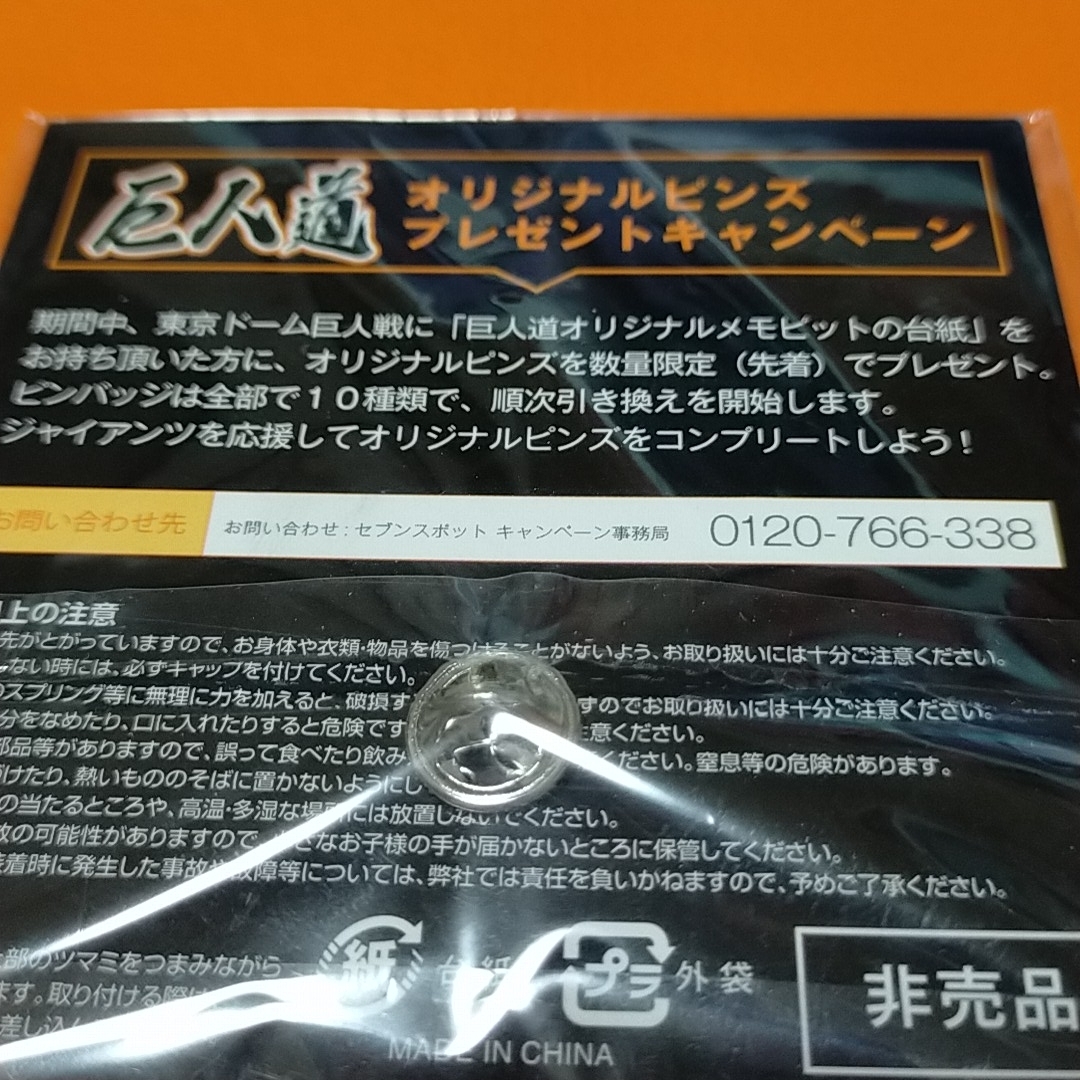 巨人道
オリジナルピンズ
プレゼントキャンペーン
期間中、東京ドーム巨人戦に「巨人道オリジナルメモピットの台紙」を
お持ち頂いた方に、オリジナルピンズを数量限定（先着）でプレゼント。
ピンバッジは全部で１０種類で、順次引き換えを開始します。
ジャイアンツを応援してオリジナルピンズをコンプリートしよう！
お問い合わせ先
お問い合わせ：セブンスポット キャンペーン事務局 0120-766-338
上の注意
先がとがっていますので、お身体や衣類・物品を傷つけることがないよう、お取り扱いには十分ご注意ください。
ない時には、必ずキャップを付けてください。
スプリング等に無理に力を加えると、破損す すのでお取り扱いには十分ご注意ください。
分をなめたり、口に入れたりすると危険です 注意ください。
部品等がありますので、誤って食べたり飲み ください。窒息等の危険があります。
けたり、熱いもののそばに置かないようにし
の当たるところや、高温・多湿な場所には放置しないでください。
故の可能性がありますので、小さなお子様の手が届かないところに保管してください。
装着時に発生した事故や故障等については、弊社では責任を負いかねますので、予めご了承ください。
部のツマミをつまみながら
ます。取り付ける際は
差し込ん
紙 台紙
プラ 外袋
非売品
MADE IN CHINA